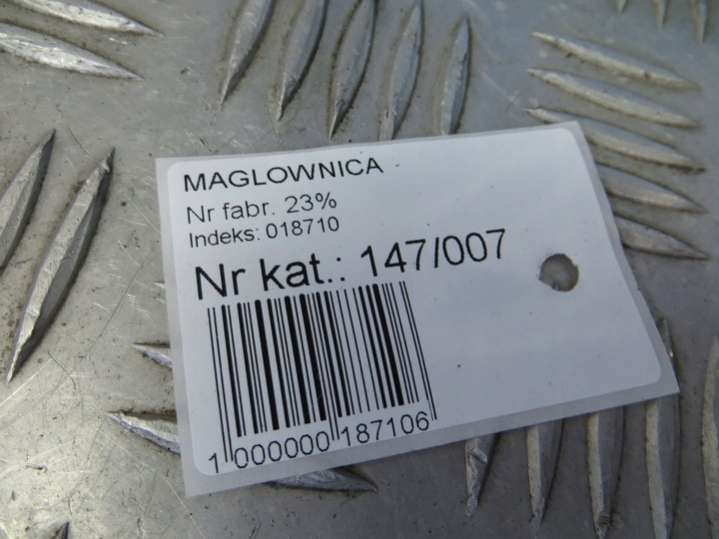 MAGLOWNICA
Nr fabr. 23%
Indeks: 018710
Nr kat.: 147/007
1 000000 187106